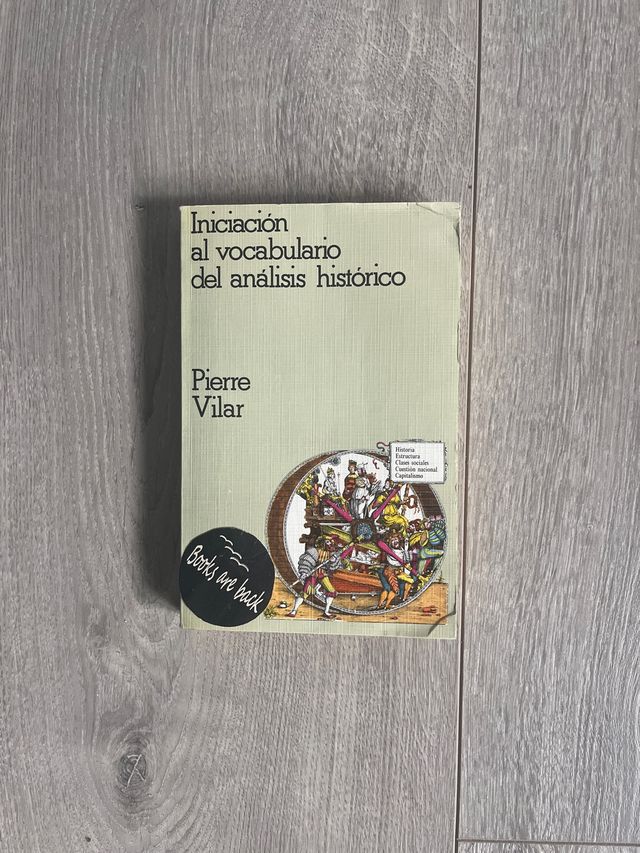 Iniciación
al vocabulario
del análisis histórico
Pierre
Vilar
Historia
Estructura
Clases sociales
Cuestión nacional
Capitalismo
Books are back